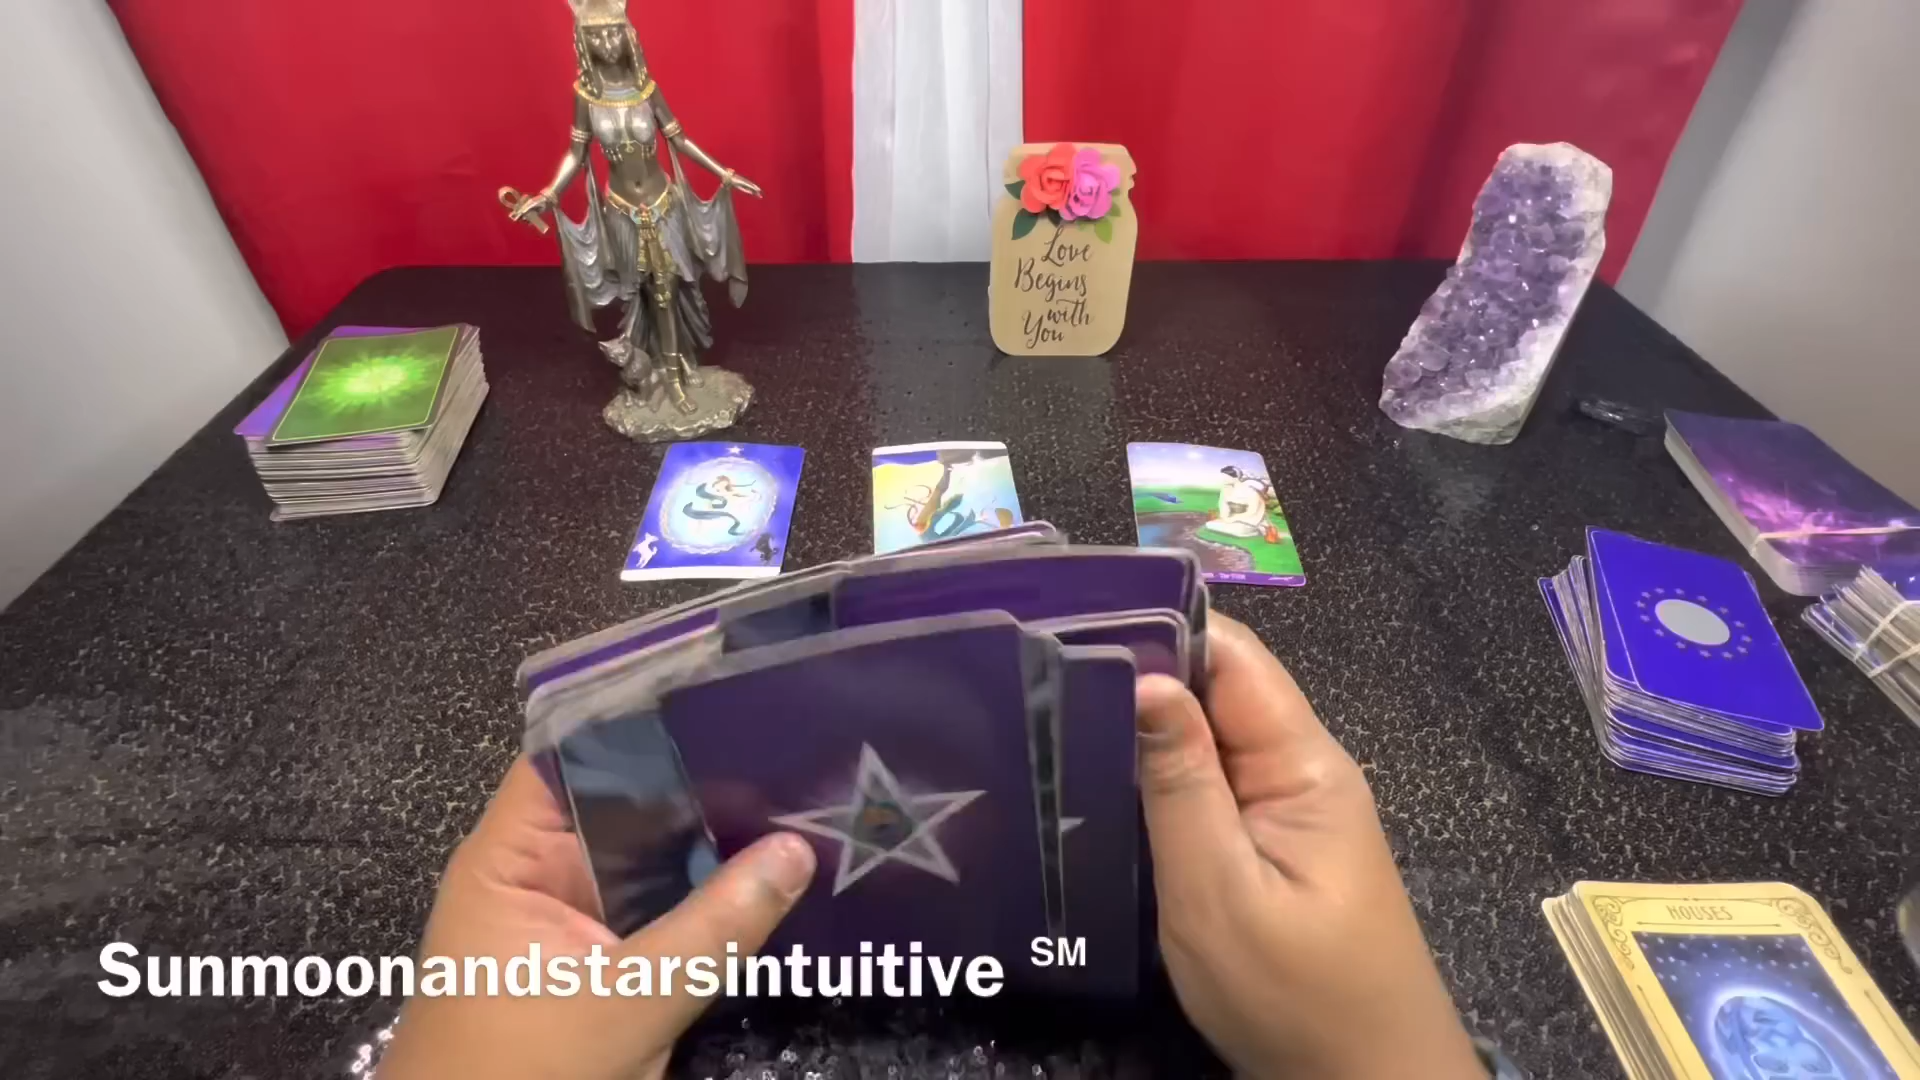 Love
Begins
with
You
HOUSES
Sunmoonandstarsintuitive SM